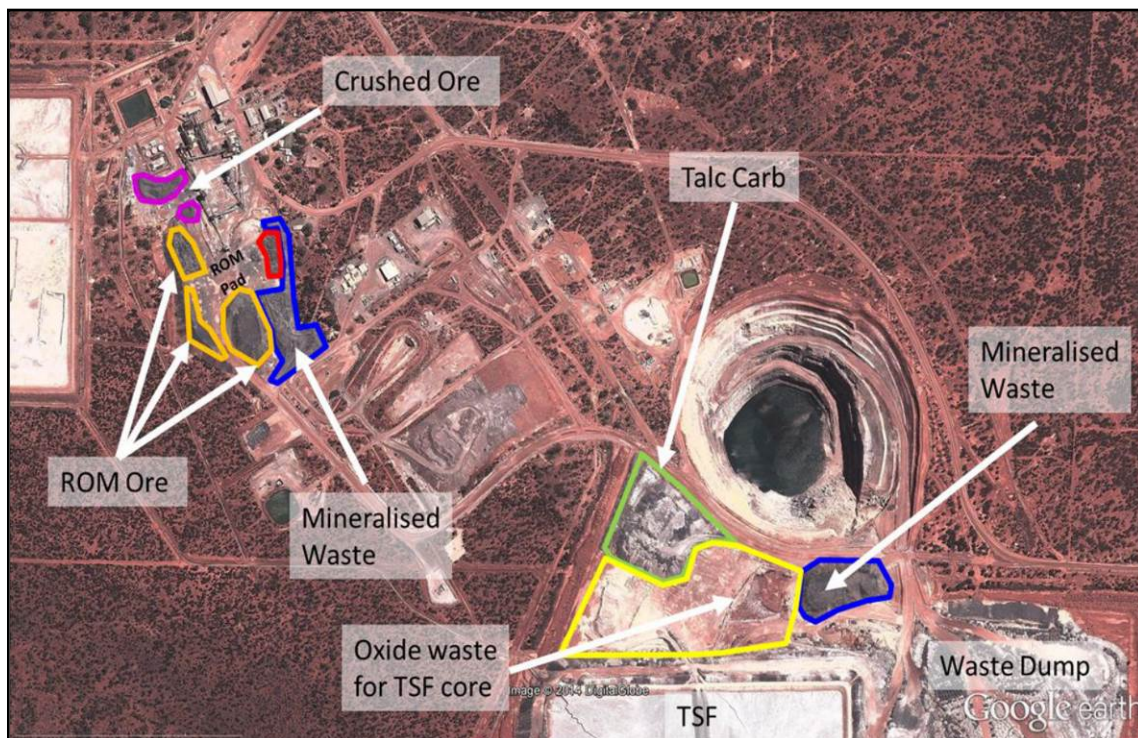 Crushed Ore
Talc Carb
ROM
Pad
Mineralised
Waste
ROM Ore
Mineralised
Waste
Oxide waste
for TSF core
Waste Dump
Image © 2014 DigitalGlobe
TSF
Google earth